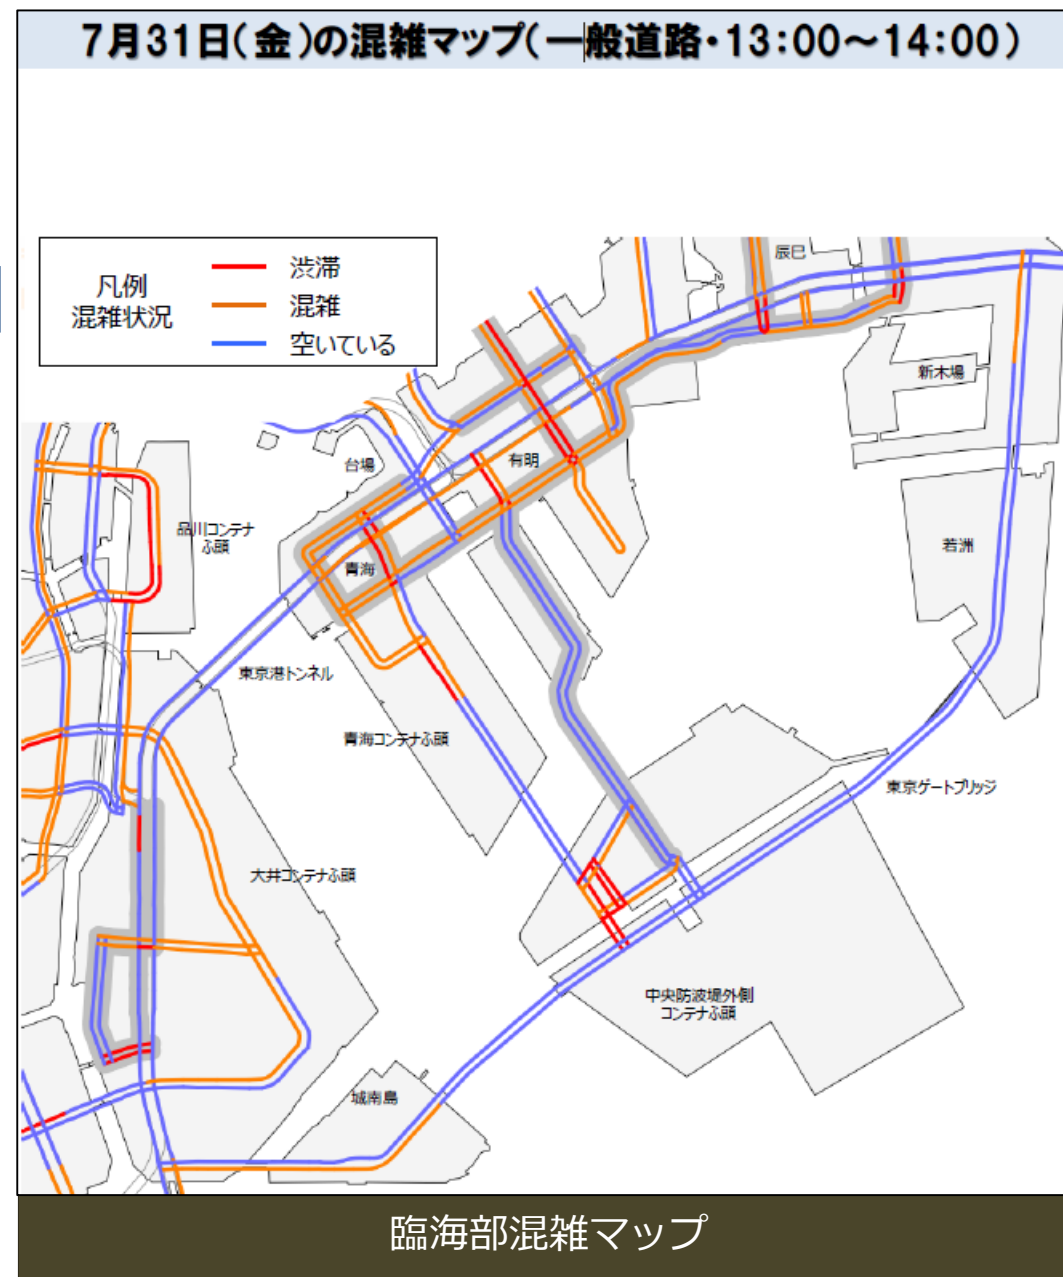 7月31日(金)の混雑マップ(一般道路・13:00～14:00)
凡例
混雑状況
渋滞
混雑
空いている
辰巳
新木場
台場
有明
品川コンテナ
ふ頭
青海
若洲
東京港トンネル
青海コンテナふ頭
東京ゲートブリッジ
大井コンテナふ頭
中央防波堤外側
コンテナふ頭
城南島
臨海部混雑マップ